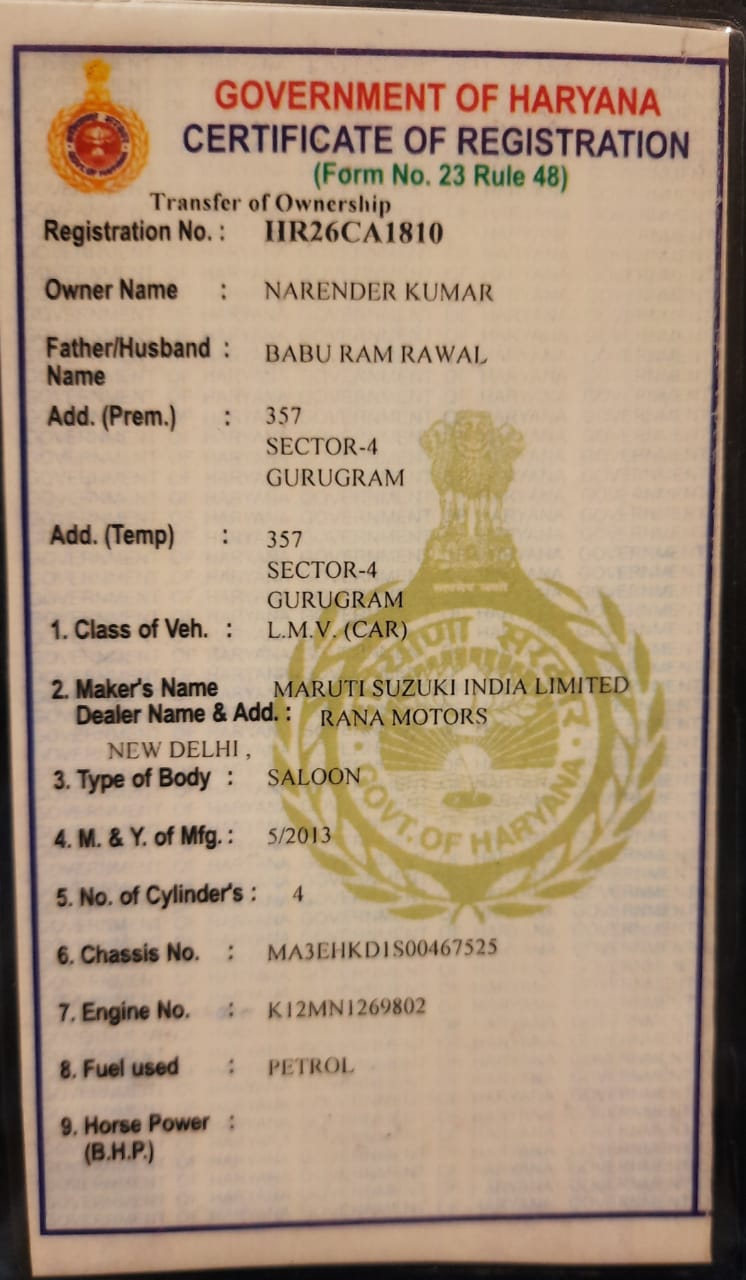 GOVERNMENT OF HARYANA
CERTIFICATE OF REGISTRATION
(Form No. 23 Rule 48)
Transfer of Ownership
Registration No. : HR26CA1810
Owner Name : NARENDER KUMAR
Father/Husband : BABU RAM RAWAL
Name
Add. (Prem.) : 357
SECTOR-4
GURUGRAM
Add. (Temp) : 357
SECTOR-4
GURUGRAM
1. Class of Veh. : L.M.V. (CAR)
2. Maker's Name MARUTI SUZUKI INDIA LIMITED
Dealer Name & Add. : RANA MOTORS
NEW DELHI ,
3. Type of Body : SALOON
4. M. & Y. of Mfg. : 5/2013
5. No. of Cylinder's : 4
6. Chassis No. : MA3EHKD1S00467525
7. Engine No. : K12MN1269802
8. Fuel used : PETROL
9. Horse Power :
(B.H.P.)
हरियाणा सरकार
GOVT. OF HARYANA